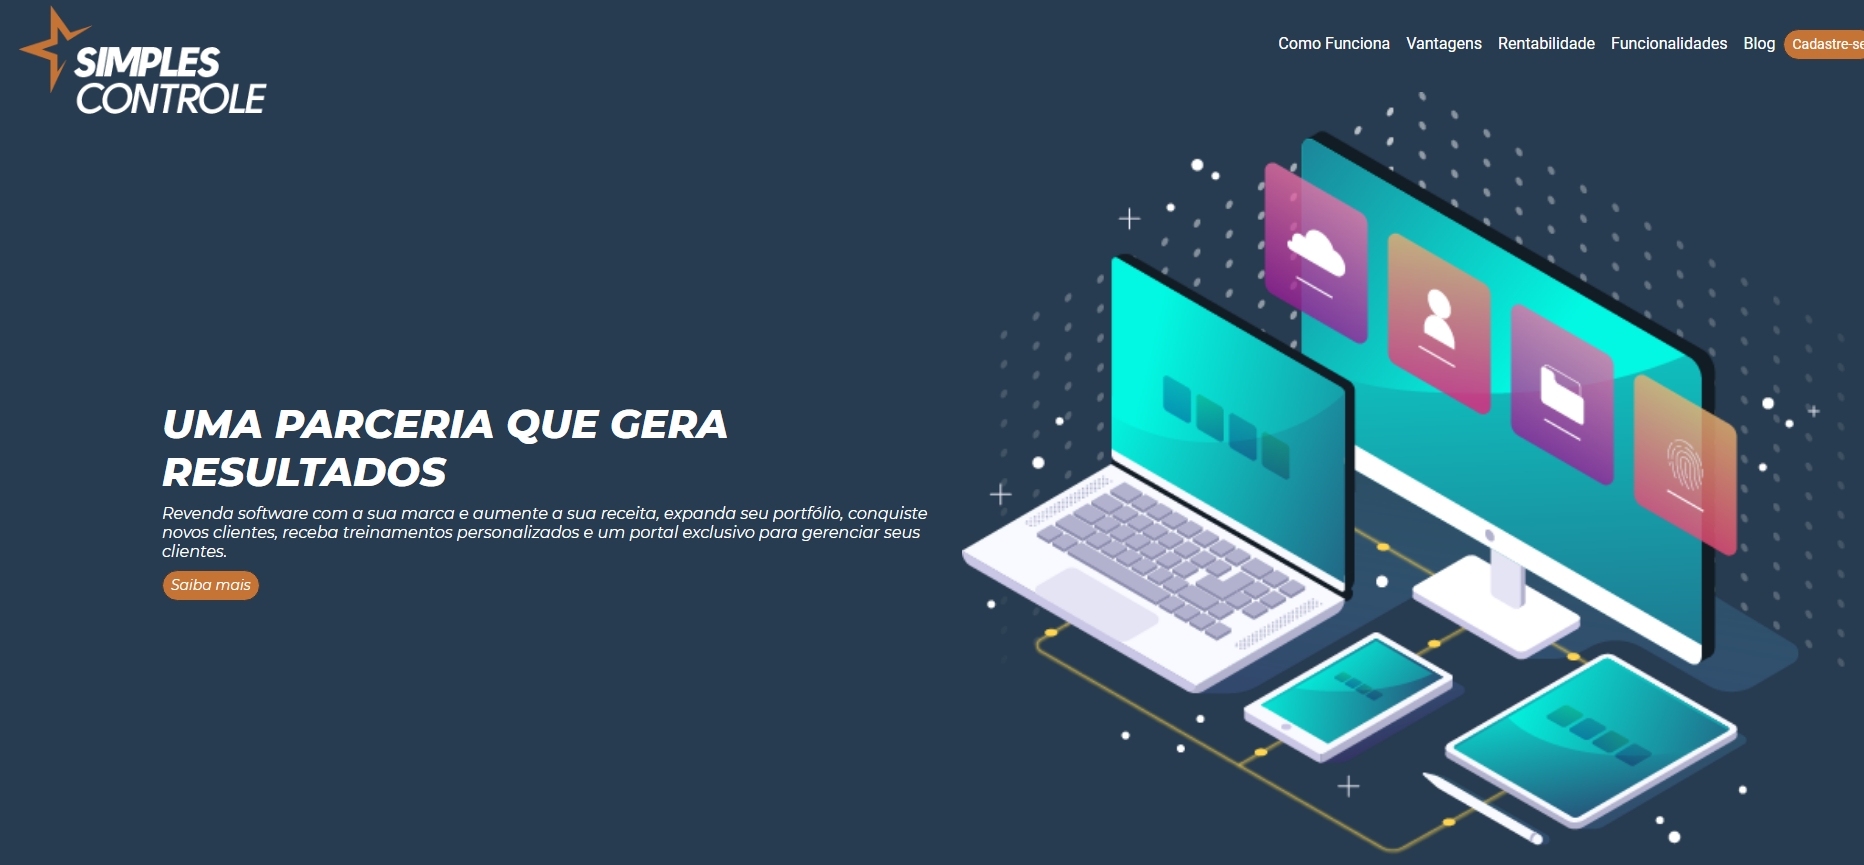 SIMPLES
CONTROLE
Como Funciona Vantagens Rentabilidade Funcionalidades Blog Cadastre-se
UMA PARCERIA QUE GERA
RESULTADOS
Revenda software com a sua marca e aumente a sua receita, expanda seu portfólio, conquiste
novos clientes, receba treinamentos personalizados e um portal exclusivo para gerenciar seus
clientes.
Saiba mais